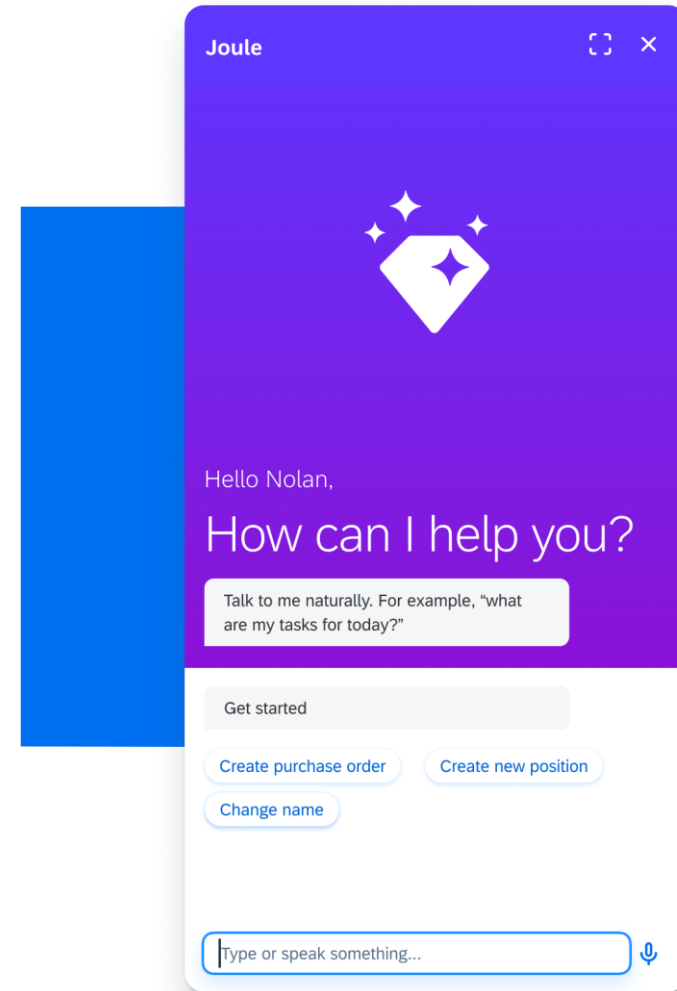 Joule
Hello Nolan,
How can I help you?
Talk to me naturally. For example, “what
are my tasks for today?”
Get started
Create purchase order
Create new position
Change name
Type or speak something...